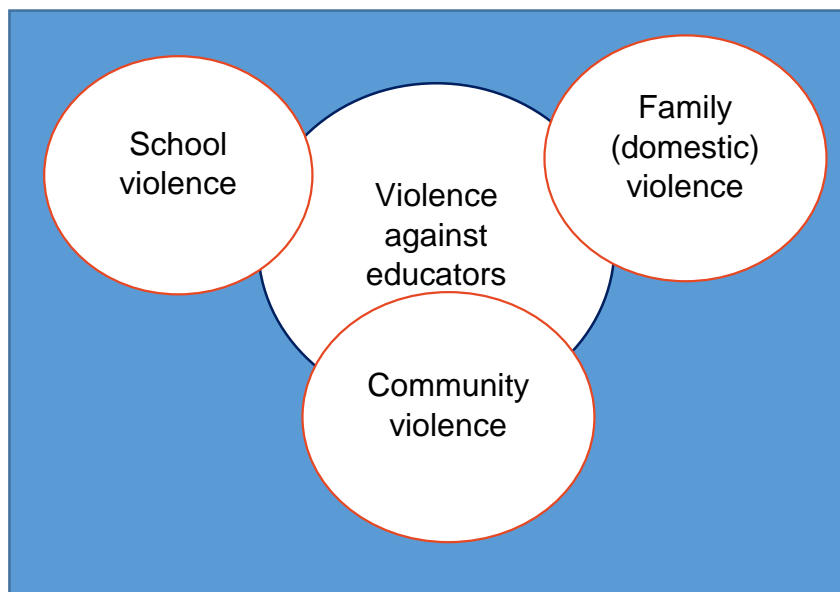 School
violence
Family
(domestic)
violence
Violence
against
educators
Community
violence